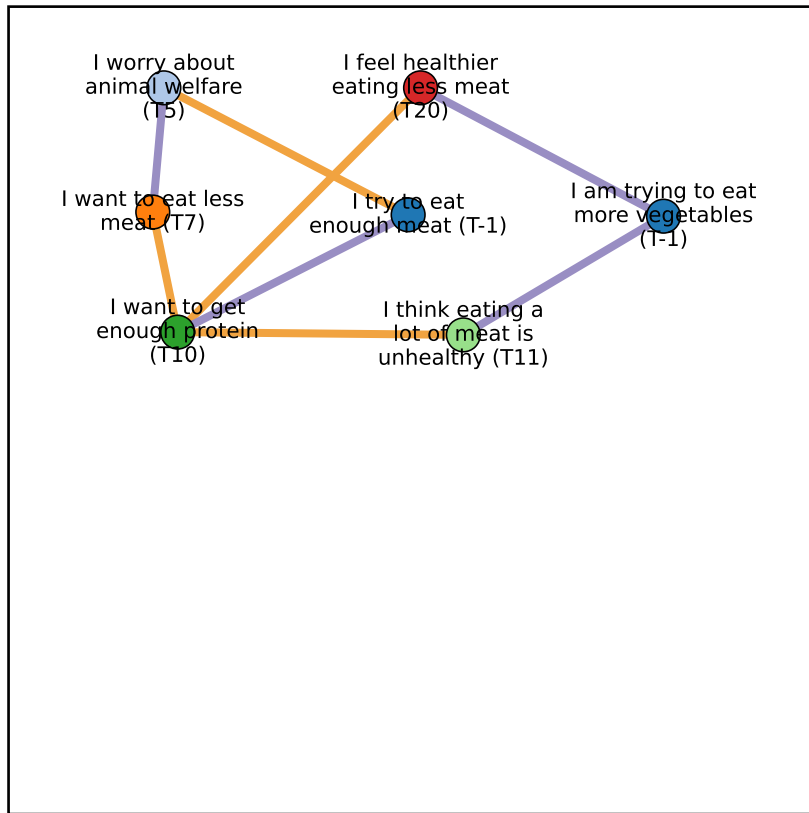 I worry about
animal welfare
(T5)
I feel healthier
eating less meat
(T20)
I want to eat less
meat (T7)
I try to eat
enough meat (T-1)
I am trying to eat
more vegetables
(T-1)
I want to get
enough protein
(T10)
I think eating a
lot of meat is
unhealthy (T11)